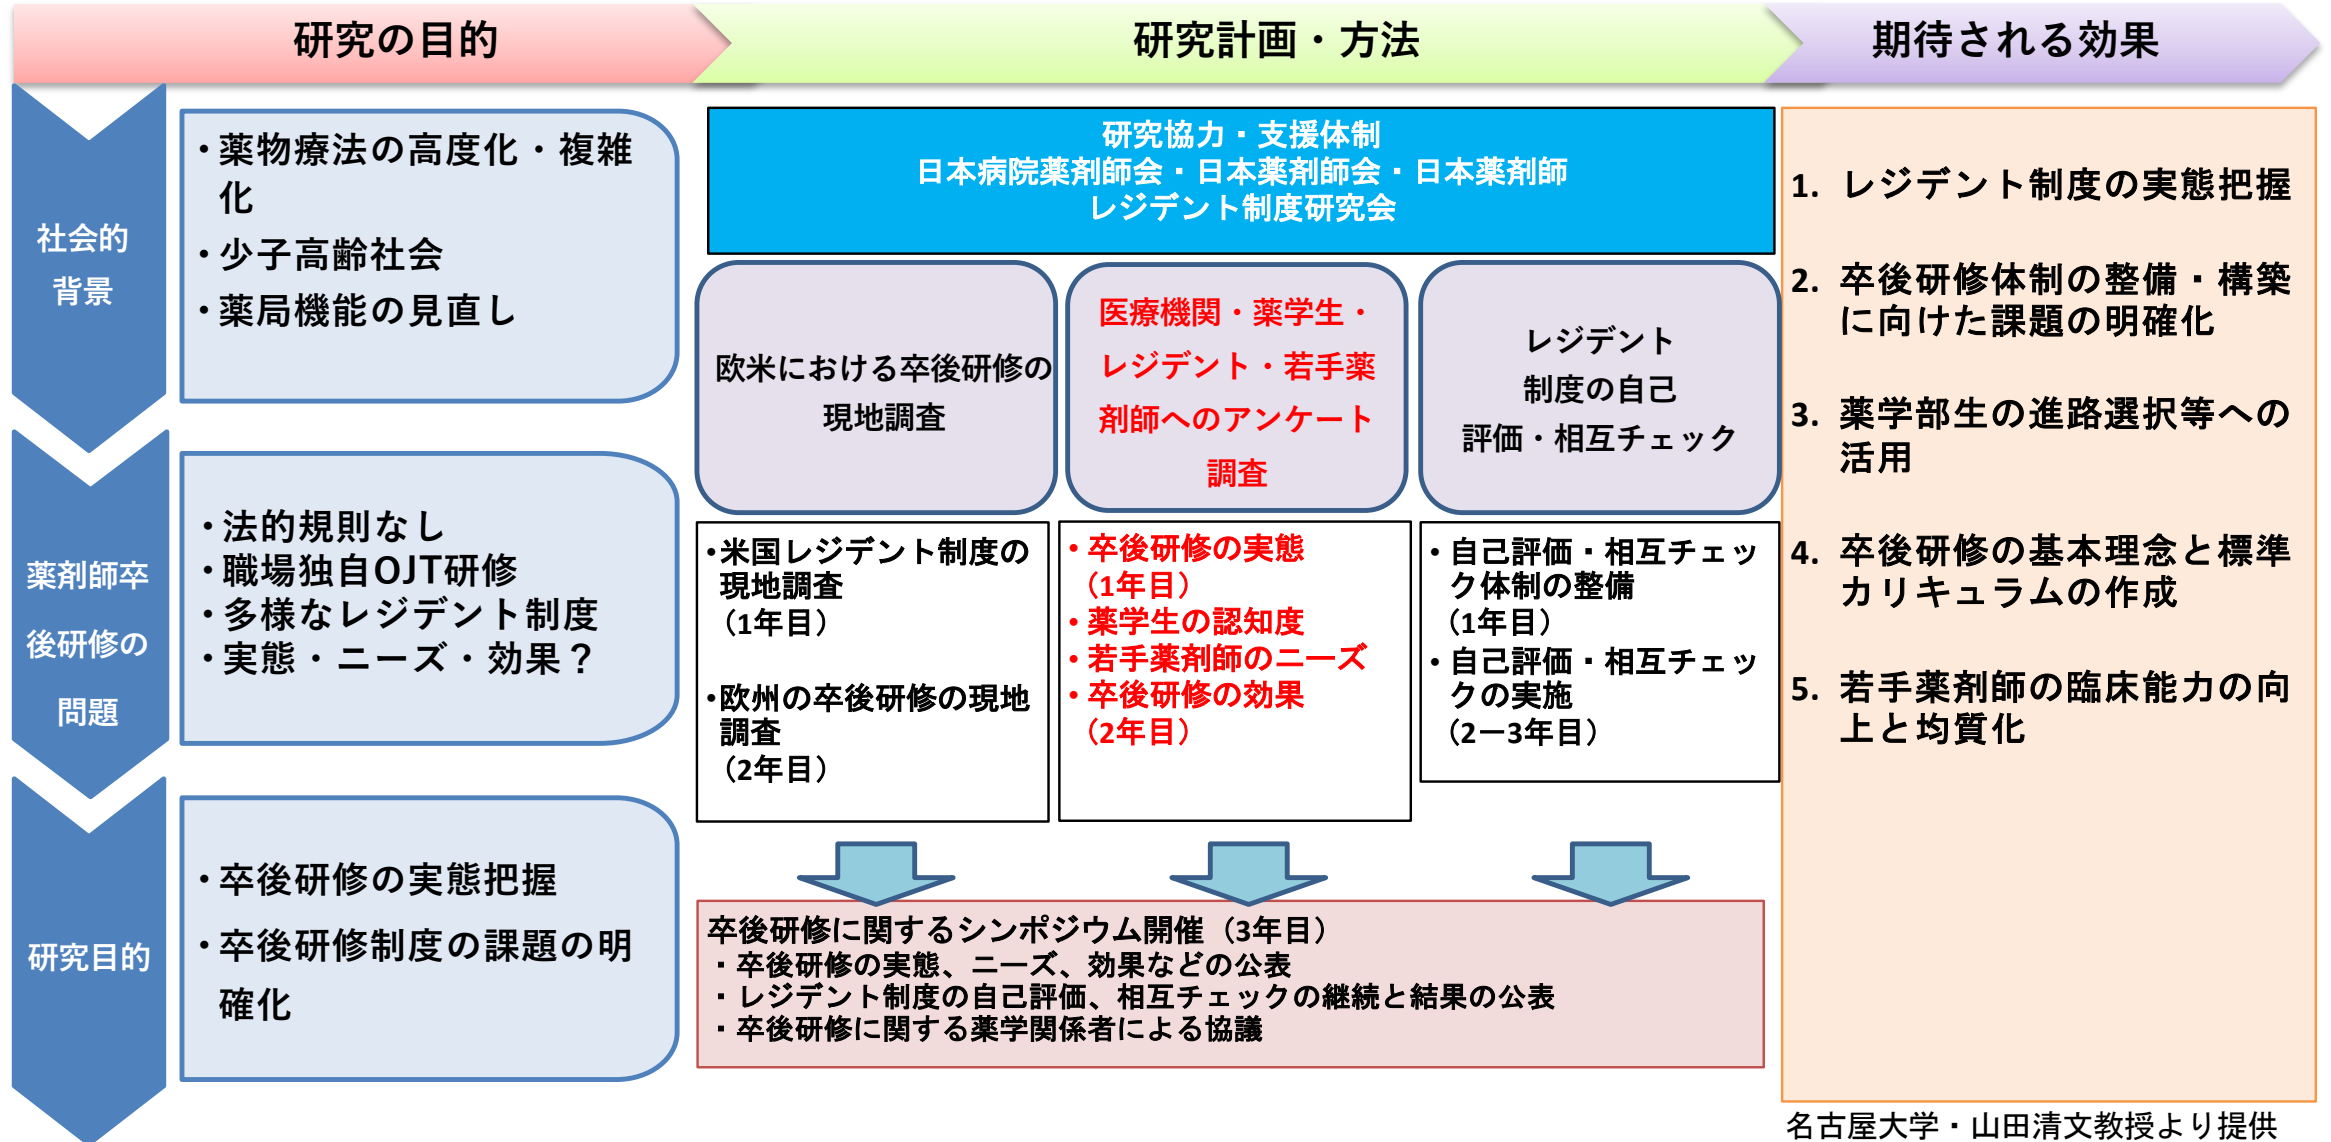 研究の目的
研究計画・方法
期待される効果
社会的
背景
・薬物療法の高度化・複雑
化
・少子高齢社会
・薬局機能の見直し
薬剤師卒
後研修の
問題
・法的規則なし
・職場独自OJT研修
・多様なレジデント制度
・実態・ニーズ・効果？
研究目的
・卒後研修の実態把握
・卒後研修制度の課題の明
確化
研究協力・支援体制
日本病院薬剤師会・日本薬剤師会・日本薬剤師
レジデント制度研究会
欧米における卒後研修の
現地調査
医療機関・薬学生・
レジデント・若手薬
剤師へのアンケート
調査
レジデント
制度の自己
評価・相互チェック
・米国レジデント制度の
現地調査
（1年目）
・欧州の卒後研修の現地
調査
（2年目）
・卒後研修の実態
（1年目）
・薬学生の認知度
・若手薬剤師のニーズ
・卒後研修の効果
（2年目）
・自己評価・相互チェッ
ク体制の整備
（1年目）
・自己評価・相互チェッ
クの実施
（2ー3年目）
卒後研修に関するシンポジウム開催（3年目）
・卒後研修の実態、ニーズ、効果などの公表
・レジデント制度の自己評価、相互チェックの継続と結果の公表
・卒後研修に関する薬学関係者による協議
1. レジデント制度の実態把握
2. 卒後研修体制の整備・構築
に向けた課題の明確化
3. 薬学部生の進路選択等への
活用
4. 卒後研修の基本理念と標準
カリキュラムの作成
5. 若手薬剤師の臨床能力の向
上と均質化
名古屋大学・山田清文教授より提供